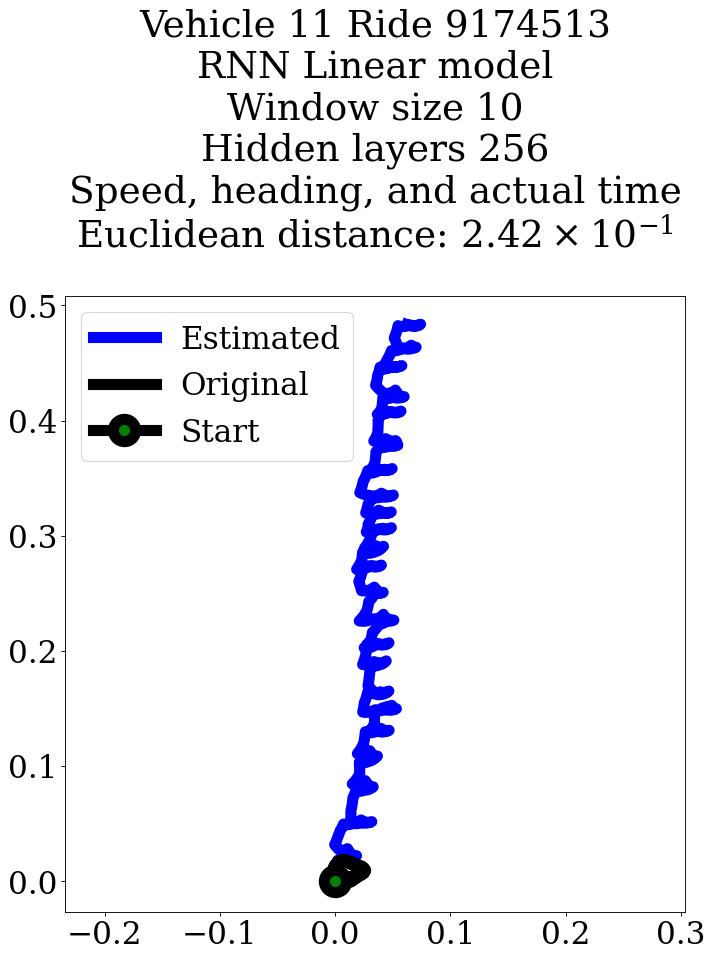 Vehicle 11 Ride 9174513
RNN Linear model
Window size 10
Hidden layers 256
Speed, heading, and actual time
Euclidean distance: 2.42 × 10⁻¹
0.5
Estimated
Original
Start
0.4
0.3
0.2
0.1
0.0
−0.2 −0.1 0.0 0.1 0.2 0.3